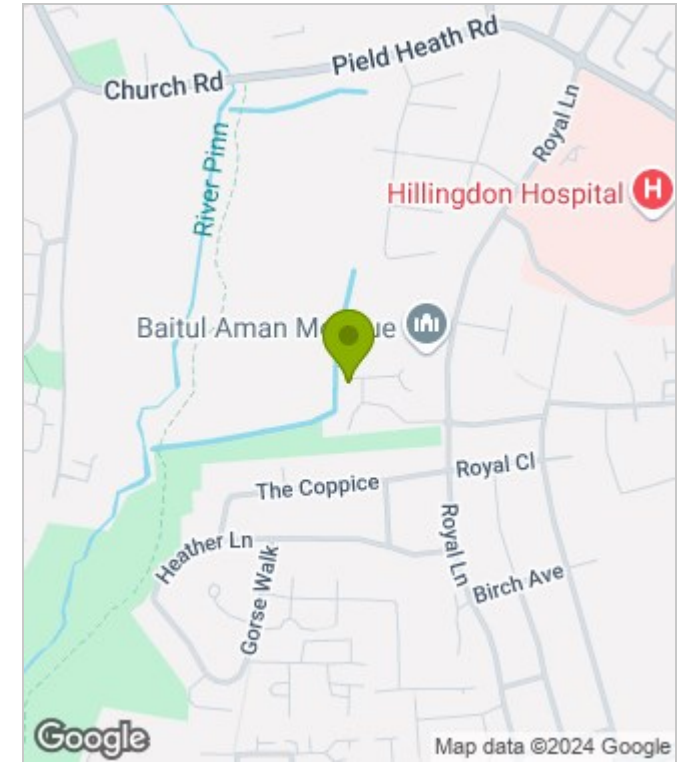 Church Rd
Pield Heath Rd
Royal Ln
River Pinn
Hillingdon Hospital H
Baitul Aman M ue
Royal Cl
The Coppice
Heather Ln
Royal Ln
Gorse Walk
Birch Ave
Google
Map data ©2024 Google